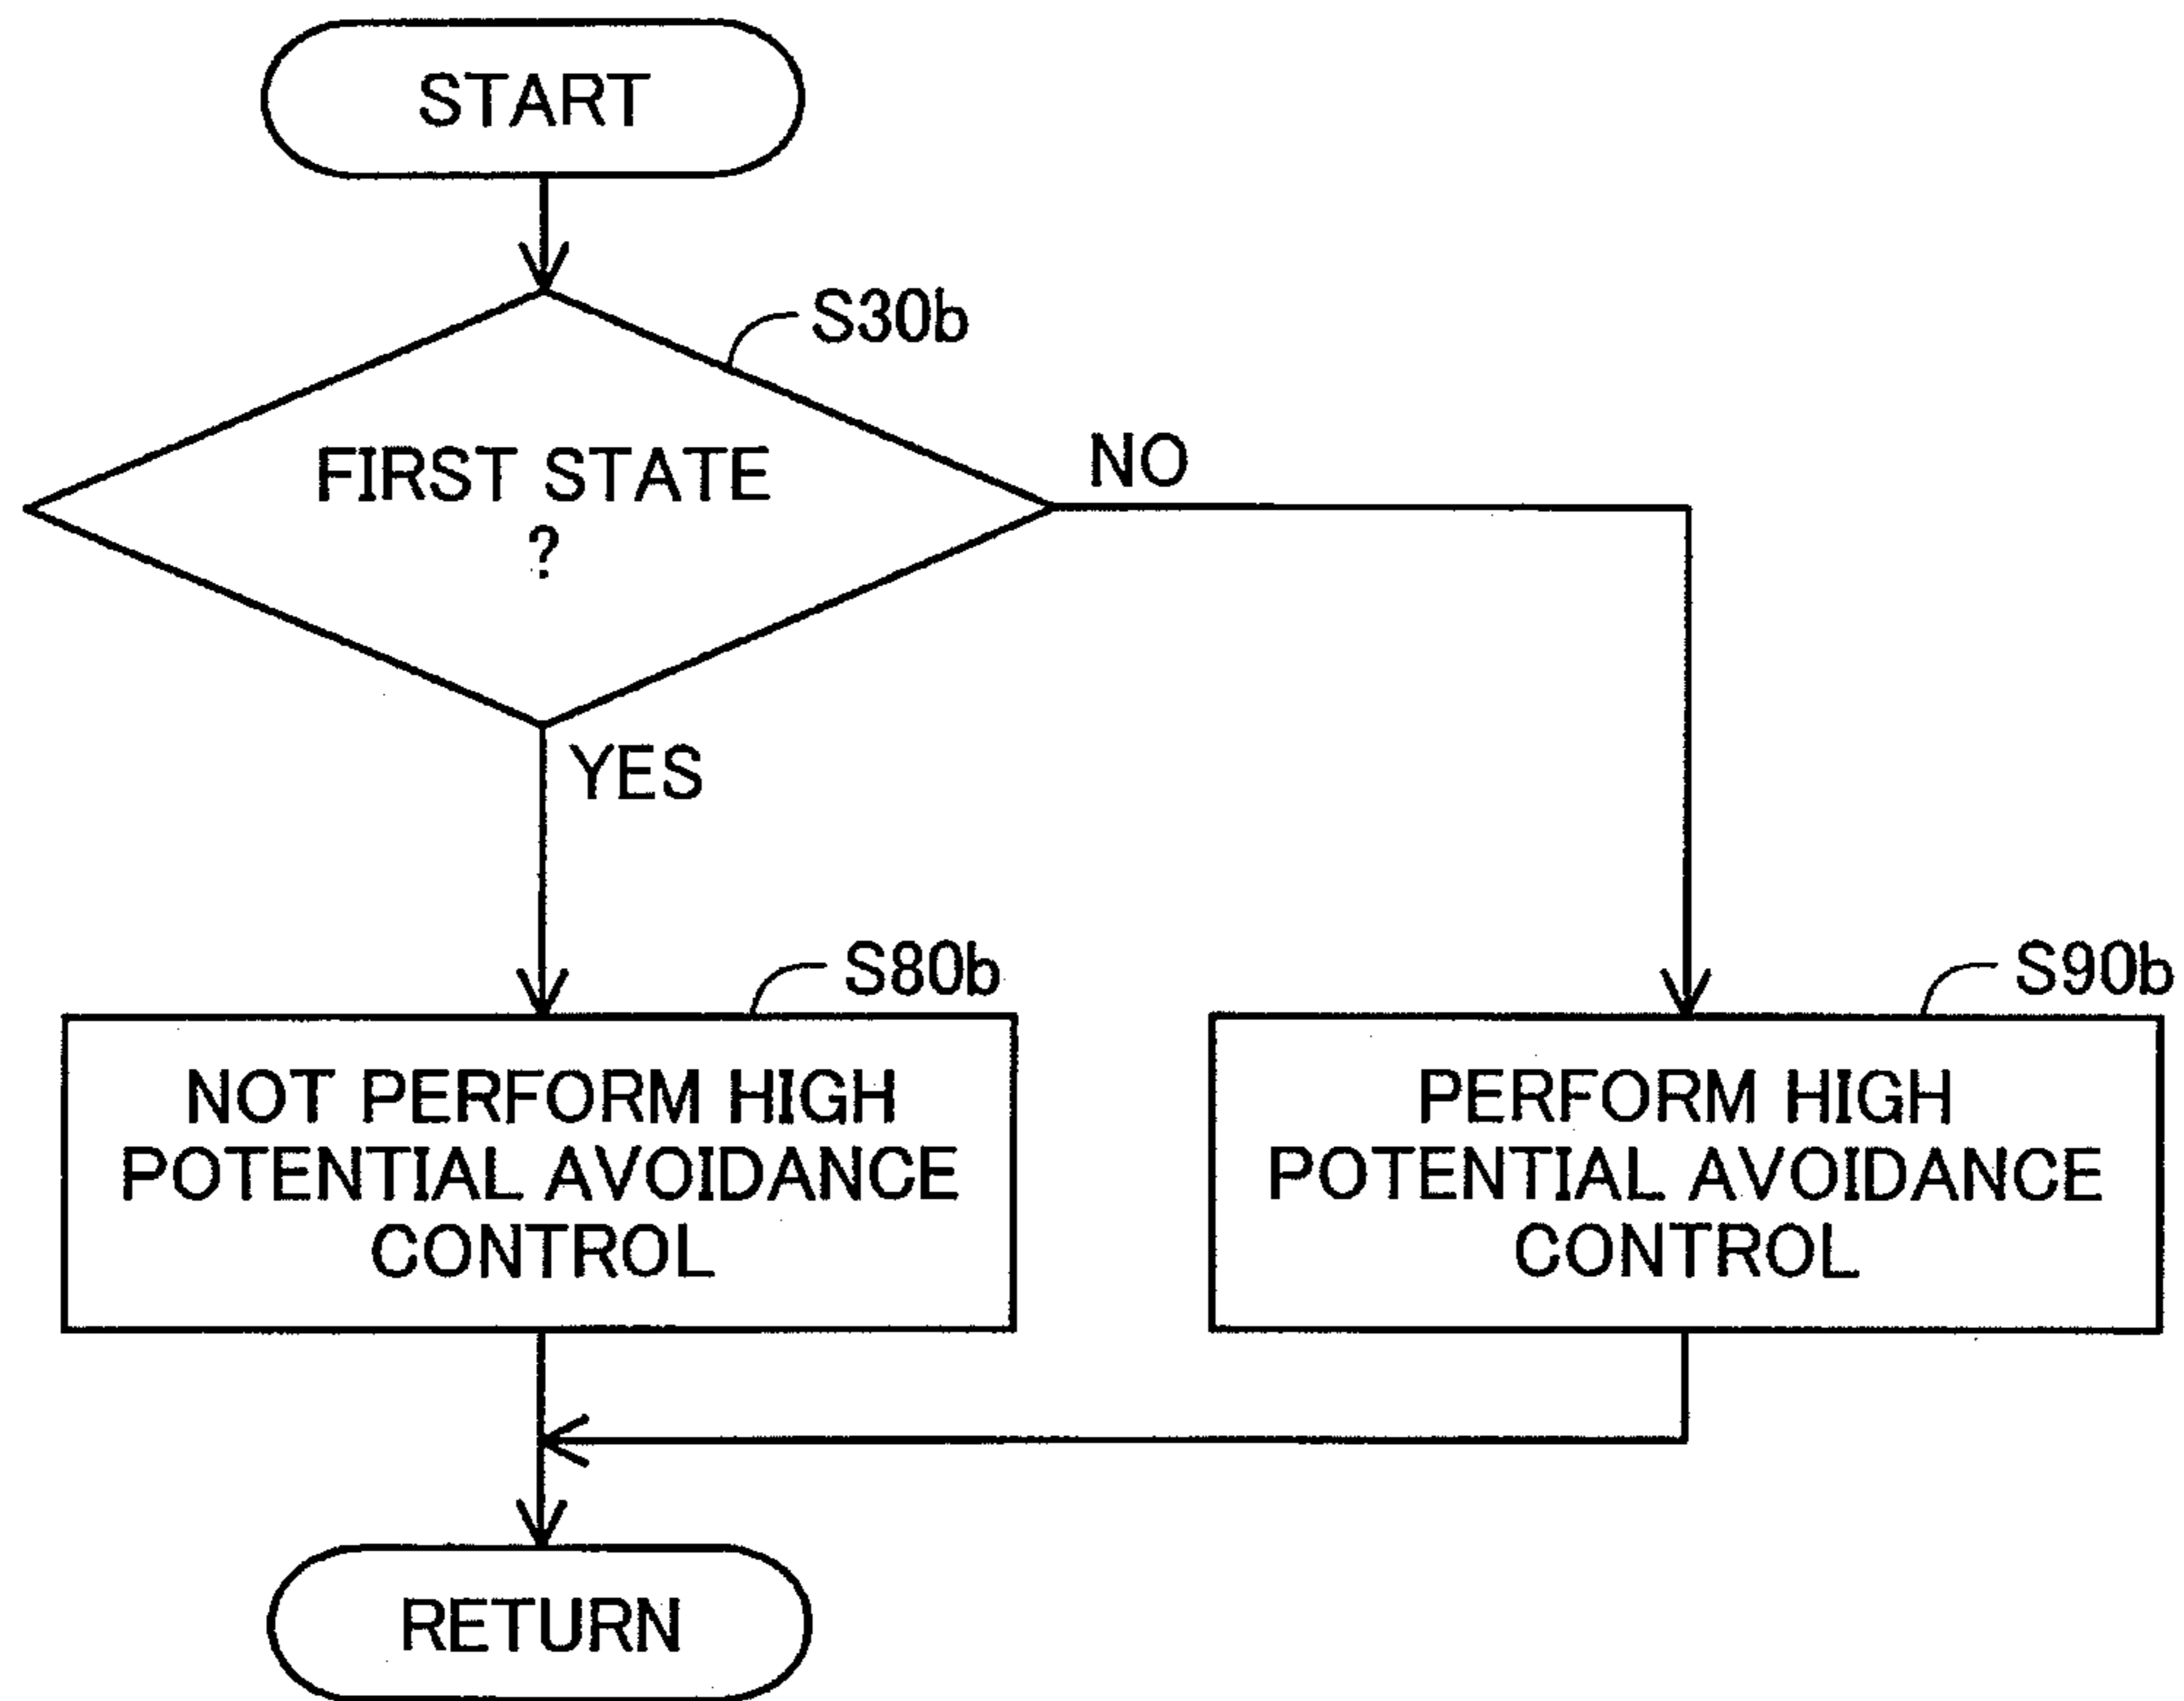 START
S30b
FIRST STATE
?
NO
YES
S80b
NOT PERFORM HIGH
POTENTIAL AVOIDANCE
CONTROL
S90b
PERFORM HIGH
POTENTIAL AVOIDANCE
CONTROL
RETURN